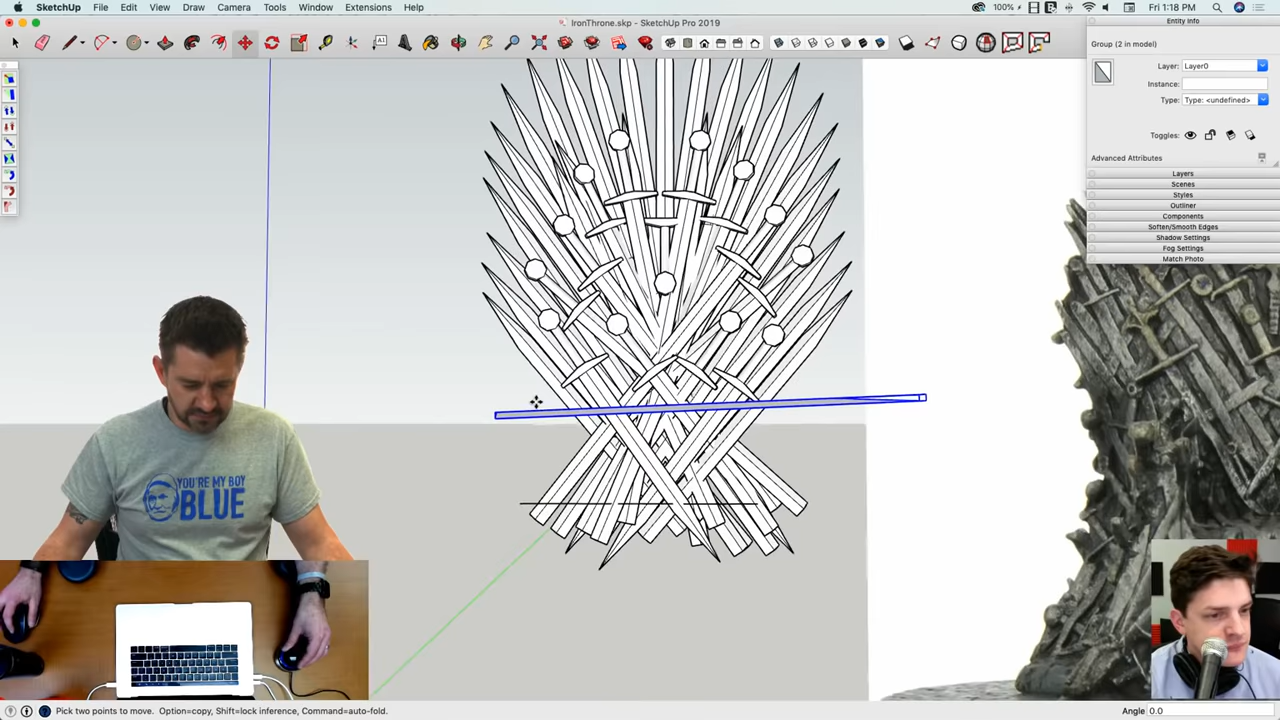 SketchUp File Edit View Draw Camera Tools Window Extensions Help
100% Fri 1:18 PM
IronThrone.skp - SketchUp Pro 2019
Entity Info
Group (2 in model)
Layer: Layer0
Instance:
Type: Type: <undefined>
Toggles:
Advanced Attributes
Layers
Scenes
Styles
Outliner
Components
Soften/Smooth Edges
Shadow Settings
Fog Settings
Match Photo
YOU'RE MY BOY
BLUE
Pick two points to move. Option=copy, Shift=lock inference, Command=auto-fold.
Angle 0.0